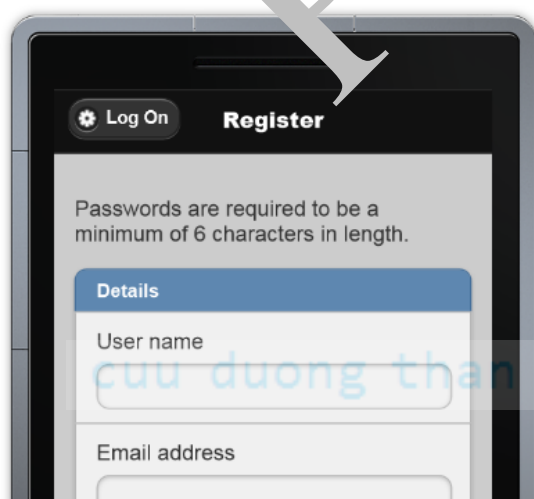 Log On
Register
Passwords are required to be a
minimum of 6 characters in length.
Details
User name
cuu duong than
Email address